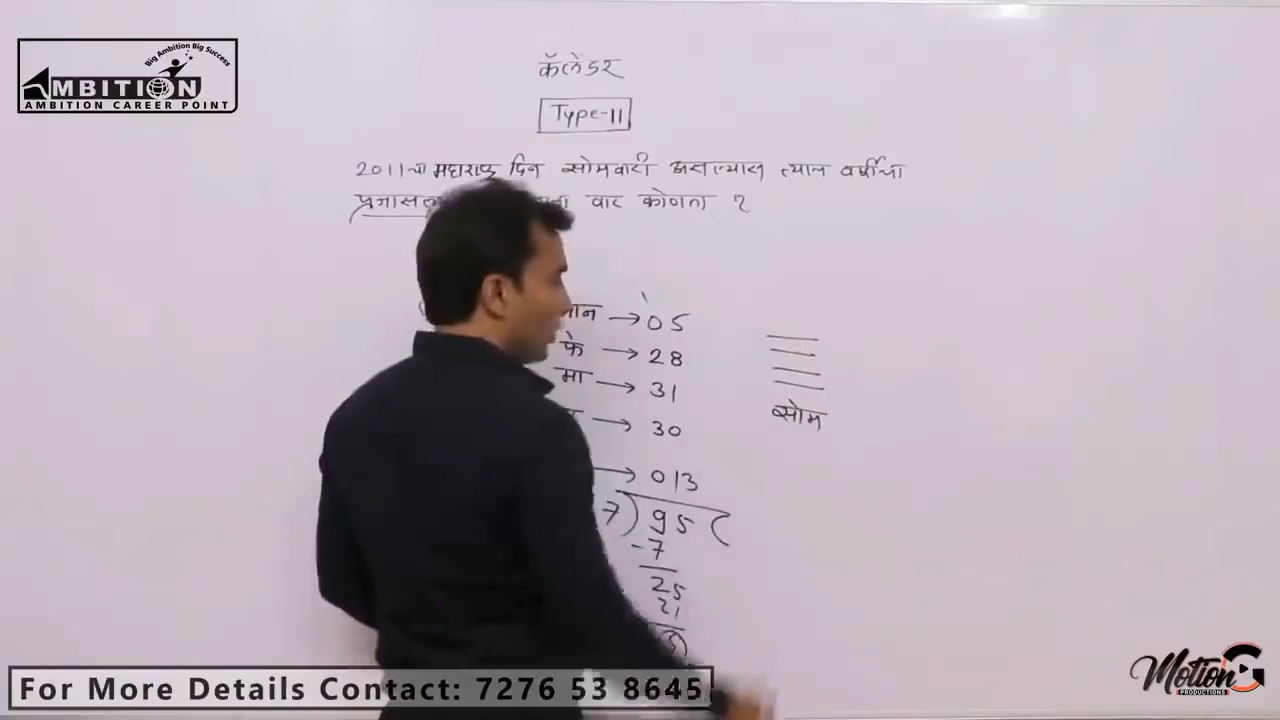 Big Ambition Big Success
AMBITION
AMBITION CAREER POINT
कॅलेंडर
Type-II
2011 चा महाराष्ट्र दिन सोमवारी असल्यास त्याच वर्षीचा
वार कोणता ?
जान → 05
फे → 28
मा → 31
→ 30
→ 013
7) 95 (
-7
25
21
सोम
For More Details Contact: 7276 53 8645
Motion G
PRODUCTIONS